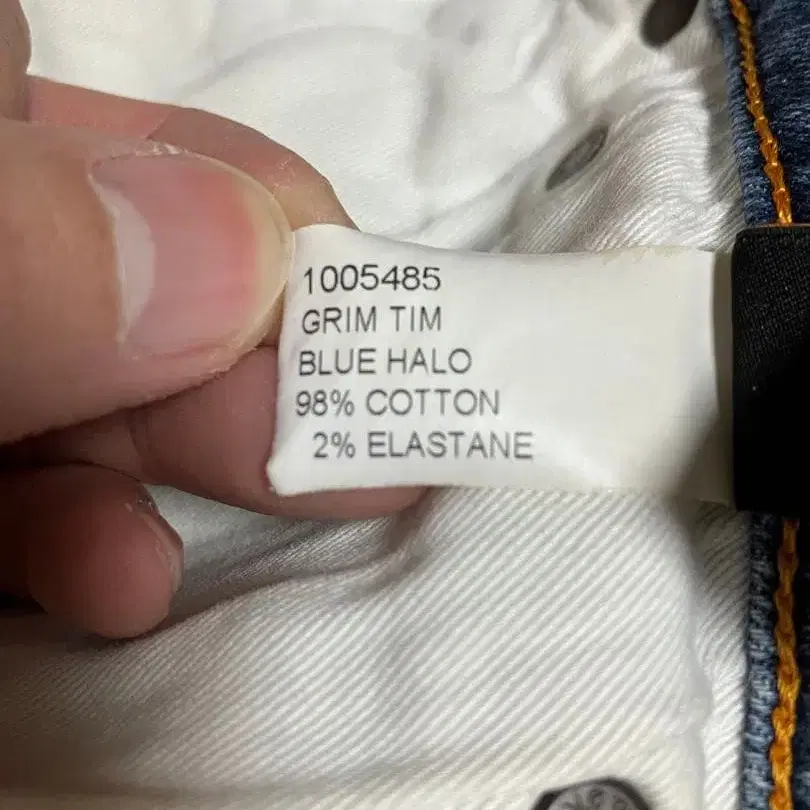 1005485
GRIM TIM
BLUE HALO
98% COTTON
2% ELASTANE